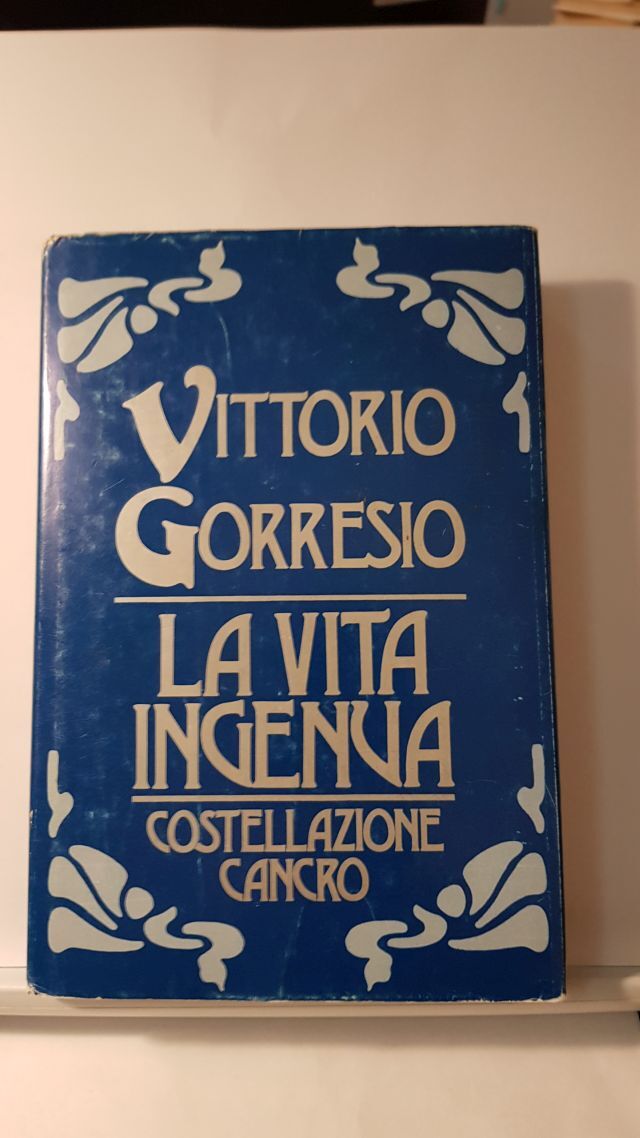 VITTORIO
GORRESIO
LA VITA
INGENUA
COSTELLAZIONE
CANCRO